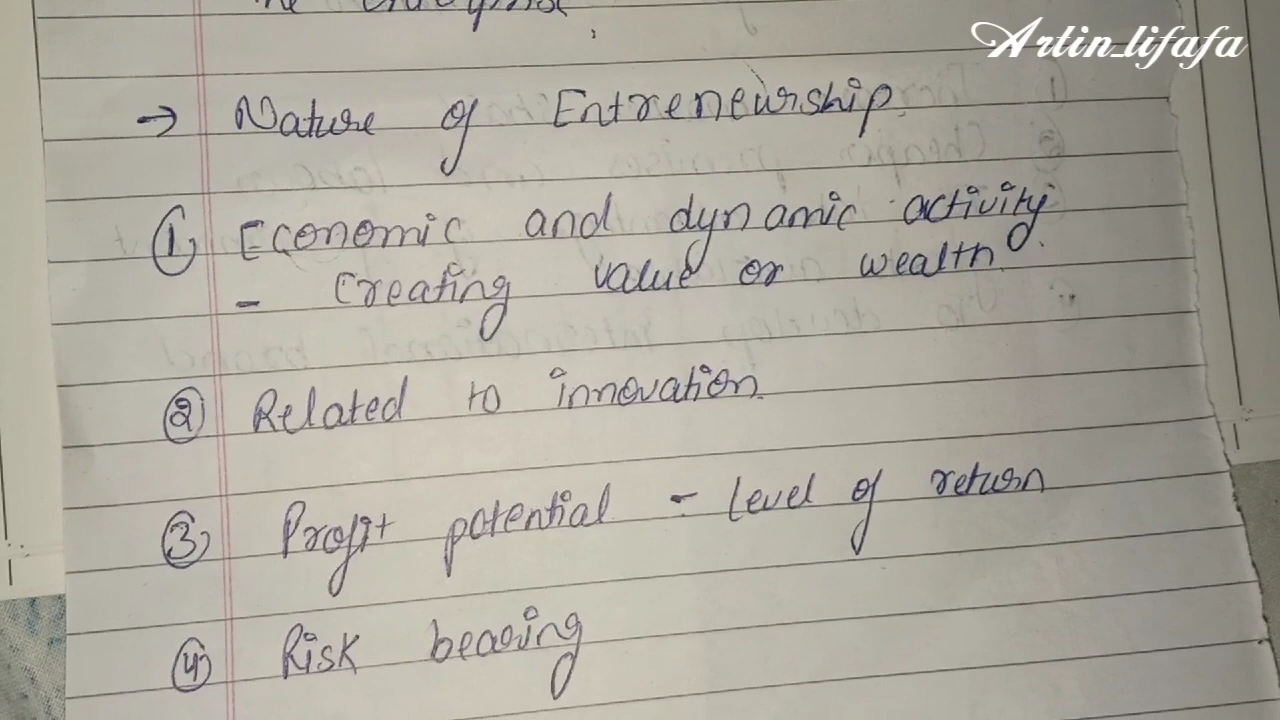 Artin_lifafa
→ Nature of Entreneurship
① Economic and dynamic activity.
- Creating value or wealth
② Related to innovation.
③ Profit potential - level of return
④ Risk bearing